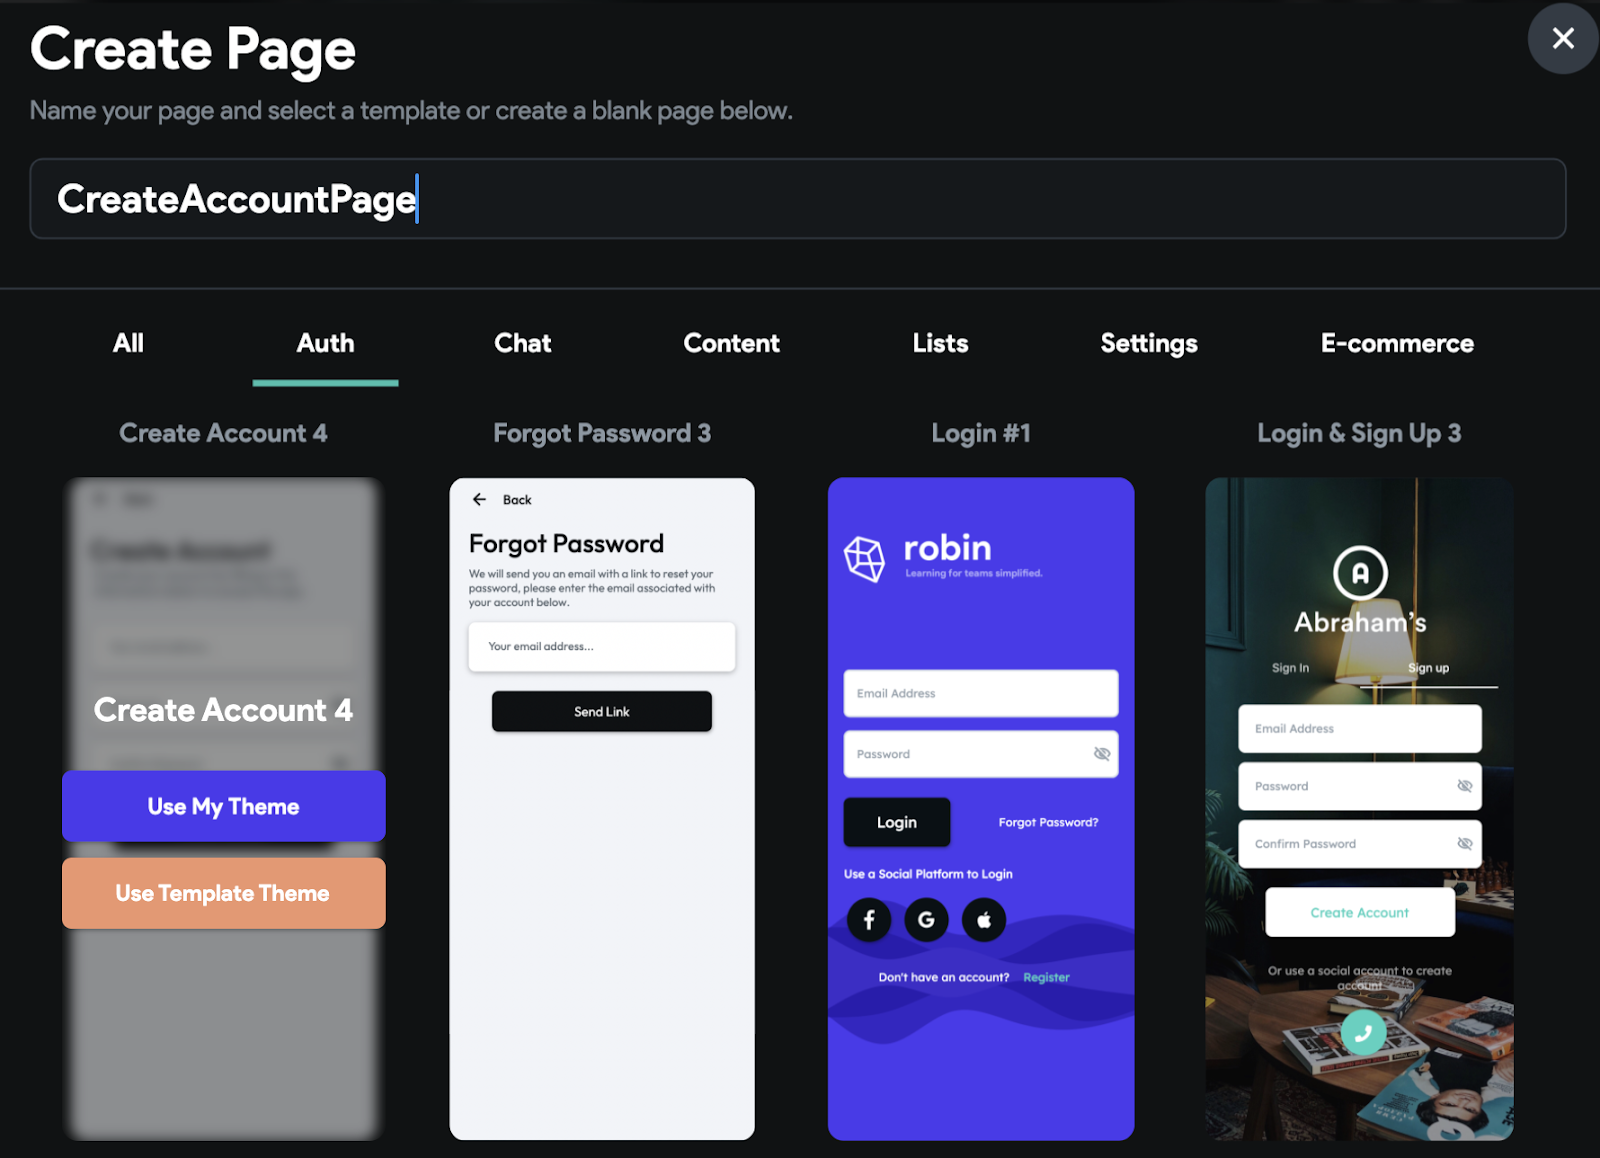 Create Page
Name your page and select a template or create a blank page below.
CreateAccountPage
All
Auth
Chat
Content
Lists
Settings
E-commerce
Create Account 4
Forgot Password 3
Login #1
Login & Sign Up 3
Create Account
Create Account 4
Use My Theme
Use Template Theme
Back
Forgot Password
We will send you an email with a link to reset your
password, please enter the email associated with
your account below.
Your email address...
Send Link
robin
Learning for teams simplified.
Email Address
Password
Login
Forgot Password?
Use a Social Platform to Login
f
G
Don't have an account? Register
A
Abraham's
Sign In
Sign up
Email Address
Password
Confirm Password
Create Account
Or use a social account to create
account